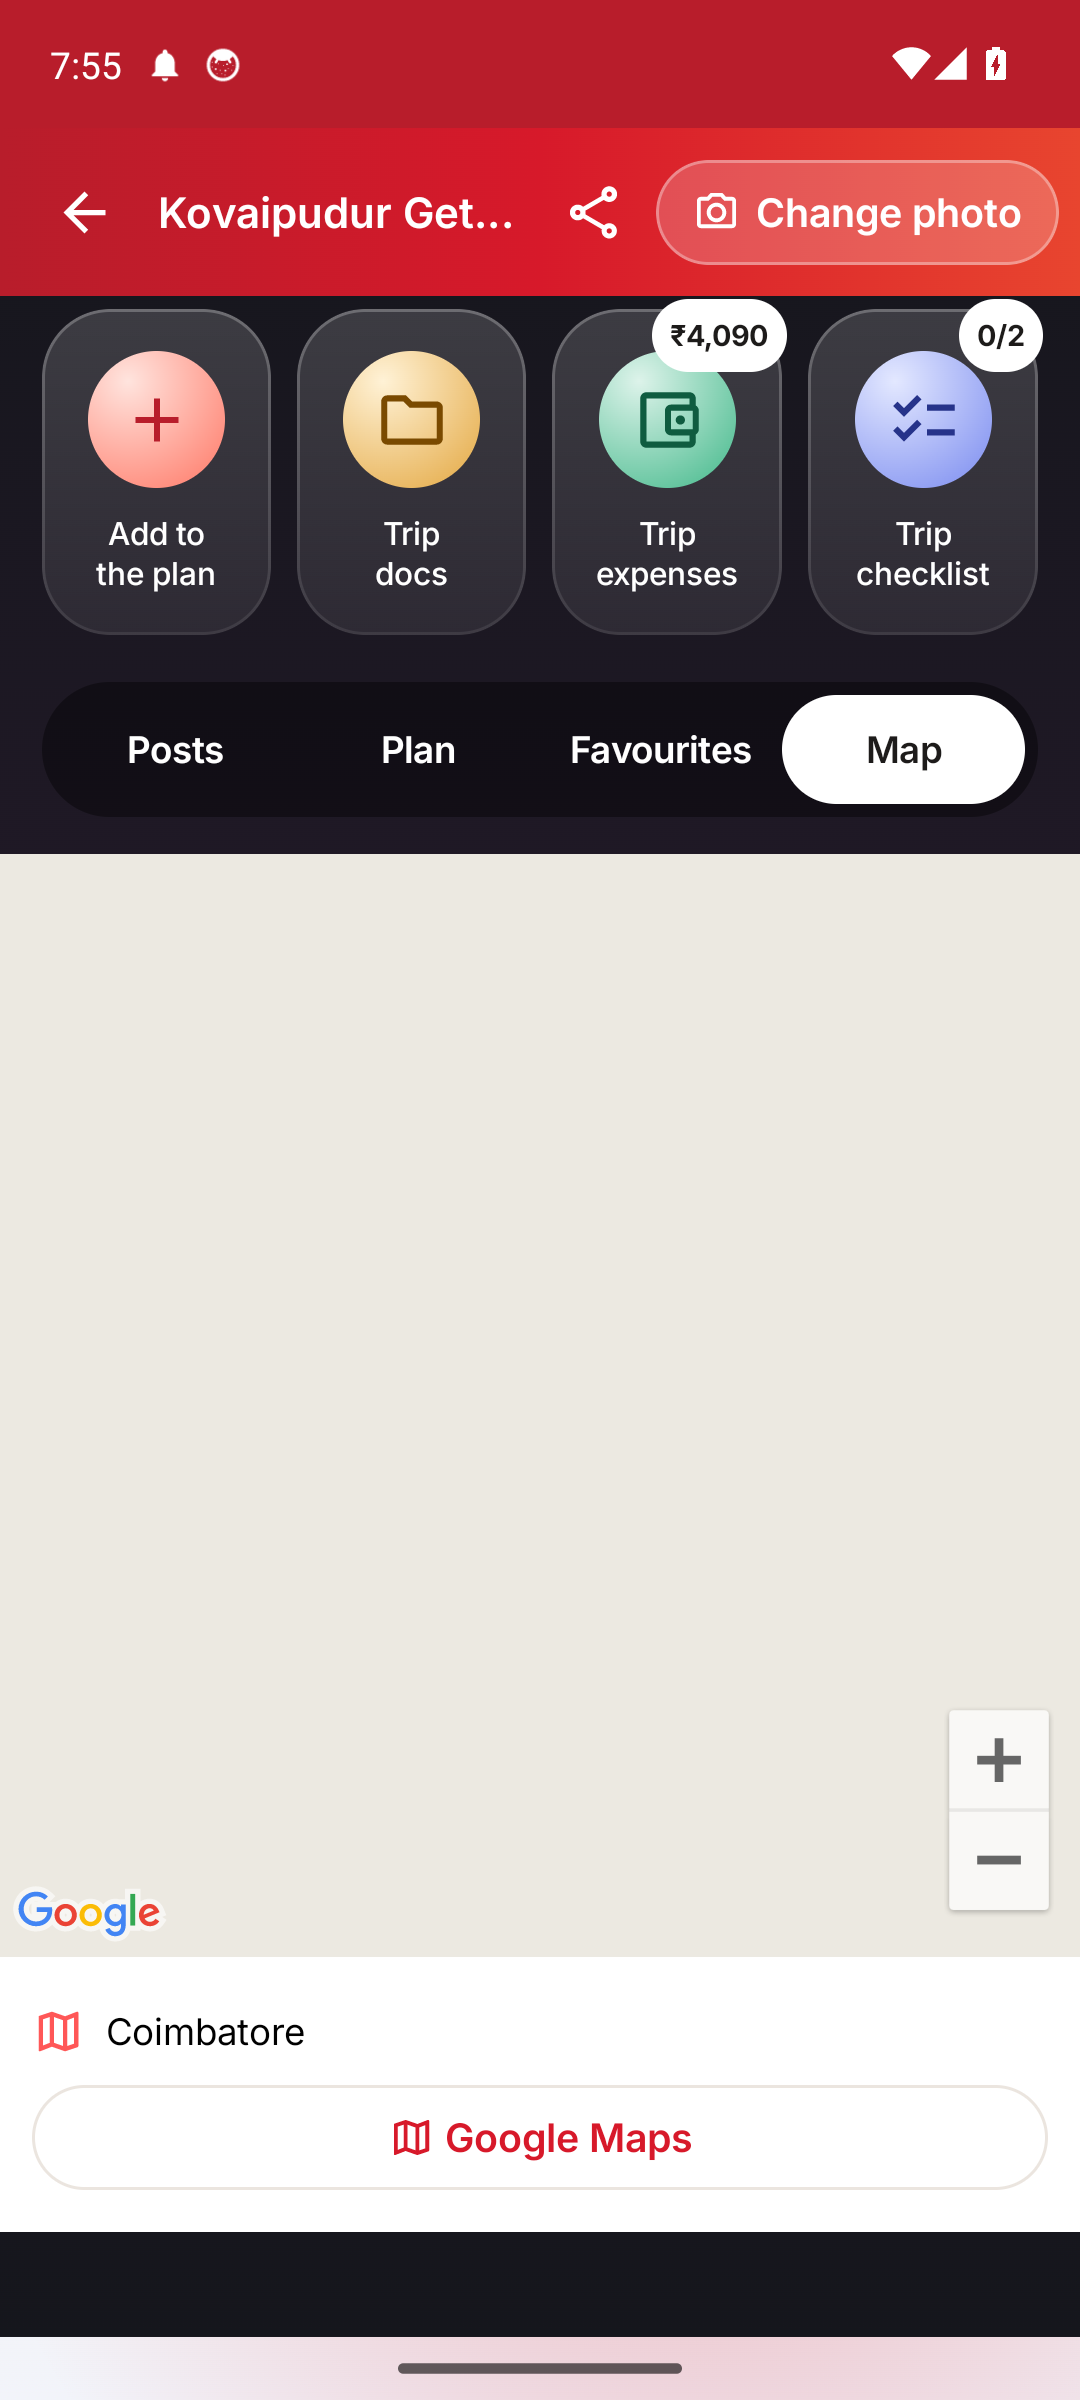 7:55
Kovaipudur Get...
Change photo
₹4,090
0/2
Add to
the plan
Trip
docs
Trip
expenses
Trip
checklist
Posts
Plan
Favourites
Map
Google
Coimbatore
Google Maps